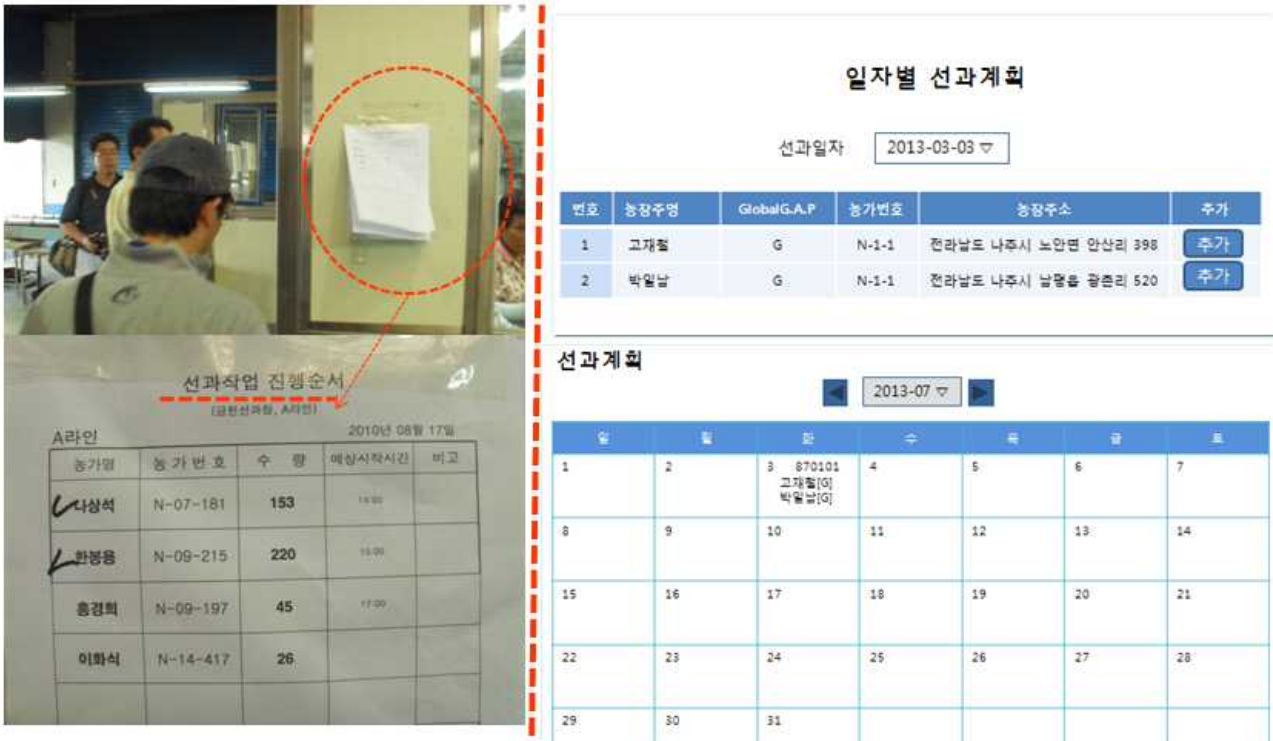 선과작업 진행순서
(금천선과장, A라인)
A라인 2010년 08월 17일
농가명 농가번호 수 량 예상시작시간 비고
나상석 N-07-181 153 14:00
한봉용 N-09-215 220 15:00
홍경희 N-09-197 45 17:00
이화식 N-14-417 26
일자별 선과계획
선과일자 2013-03-03
번호 농장주명 GlobalG.A.P 농가번호 농장주소 추가
1 고재철 G N-1-1 전라남도 나주시 노안면 안산리 398 추가
2 박일남 G N-1-1 전라남도 나주시 남평읍 광촌리 520 추가
선과계획
2013-07
일 월 화 수 목 금 토
1 2 3 870101 4 5 6 7
고재철[G]
박일남[G]
8 9 10 11 12 13 14
15 16 17 18 19 20 21
22 23 24 25 26 27 28
29 30 31